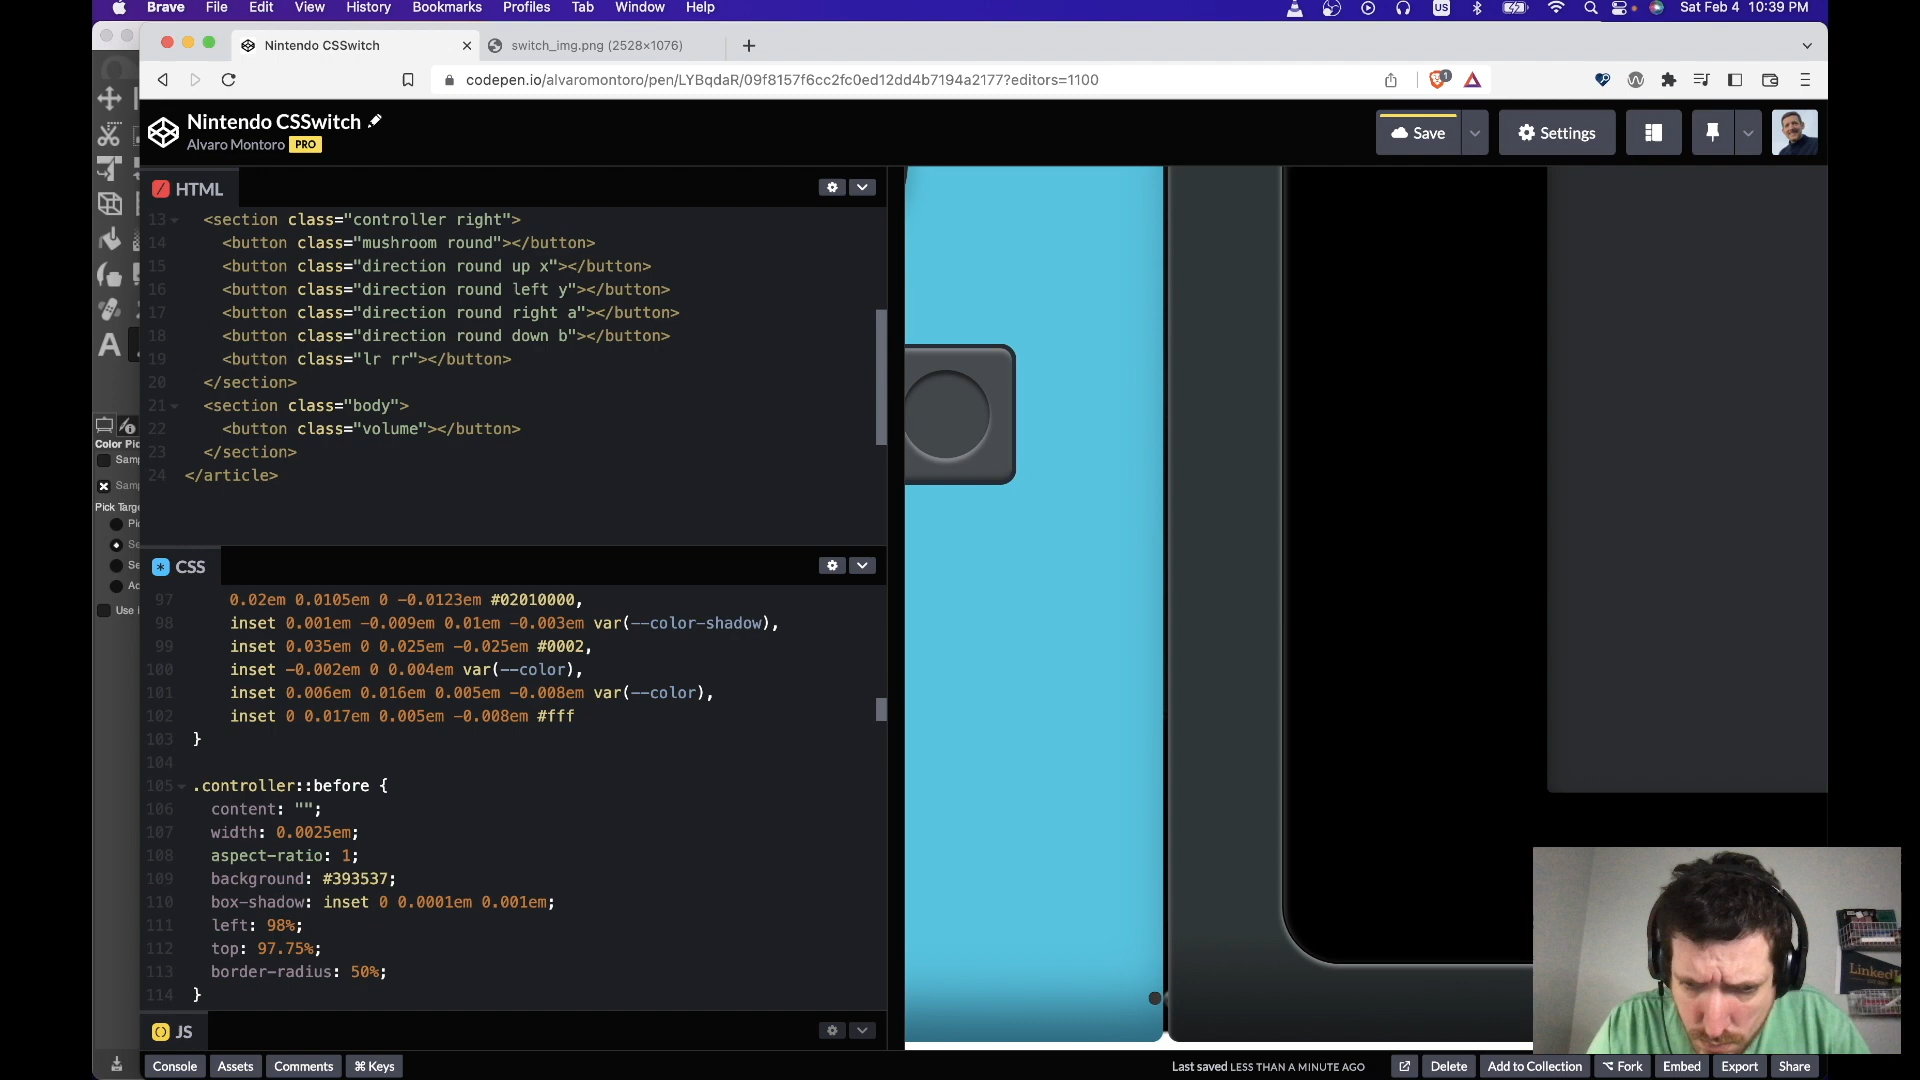 Brave File Edit View History Bookmarks Profiles Tab Window Help
US
Sat Feb 4 10:39 PM
Nintendo CSSwitch
switch_img.png (2528×1076)
codepen.io/alvaromontoro/pen/LYBqdaR/09f8157f6cc2fc0ed12dd4b7194a2177?editors=1100
1
Nintendo CSSwitch
Alvaro Montoro PRO
Save
Settings
HTML
13 <section class="controller right">
14 <button class="mushroom round"></button>
15 <button class="direction round up x"></button>
16 <button class="direction round left y"></button>
17 <button class="direction round right a"></button>
18 <button class="direction round down b"></button>
19 <button class="lr rr"></button>
20 </section>
21 <section class="body">
22 <button class="volume"></button>
23 </section>
24 </article>
Color Pic
Samp
Samp
Pick Target
Pic
Se
Se
Ad
Use i
CSS
97 0.02em 0.0105em 0 -0.0123em #02010000,
98 inset 0.001em -0.009em 0.01em -0.003em var(--color-shadow),
99 inset 0.035em 0 0.025em -0.025em #0002,
100 inset -0.002em 0 0.004em var(--color),
101 inset 0.006em 0.016em 0.005em -0.008em var(--color),
102 inset 0 0.017em 0.005em -0.008em #fff
103 }
104
105 .controller::before {
106 content: "";
107 width: 0.0025em;
108 aspect-ratio: 1;
109 background: #393537;
110 box-shadow: inset 0 0.0001em 0.001em;
111 left: 98%;
112 top: 97.75%;
113 border-radius: 50%;
114 }
JS
Linked
Console Assets Comments ⌘ Keys
Last saved LESS THAN A MINUTE AGO
Delete Add to Collection ⌥ Fork Embed Export Share